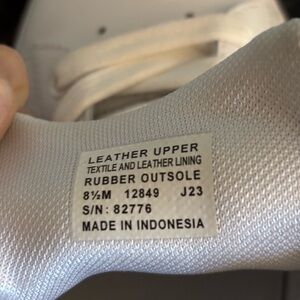 LEATHER UPPER
TEXTILE AND LEATHER LINING
RUBBER OUTSOLE
8½M 12849 J23
S/N: 82776
MADE IN INDONESIA